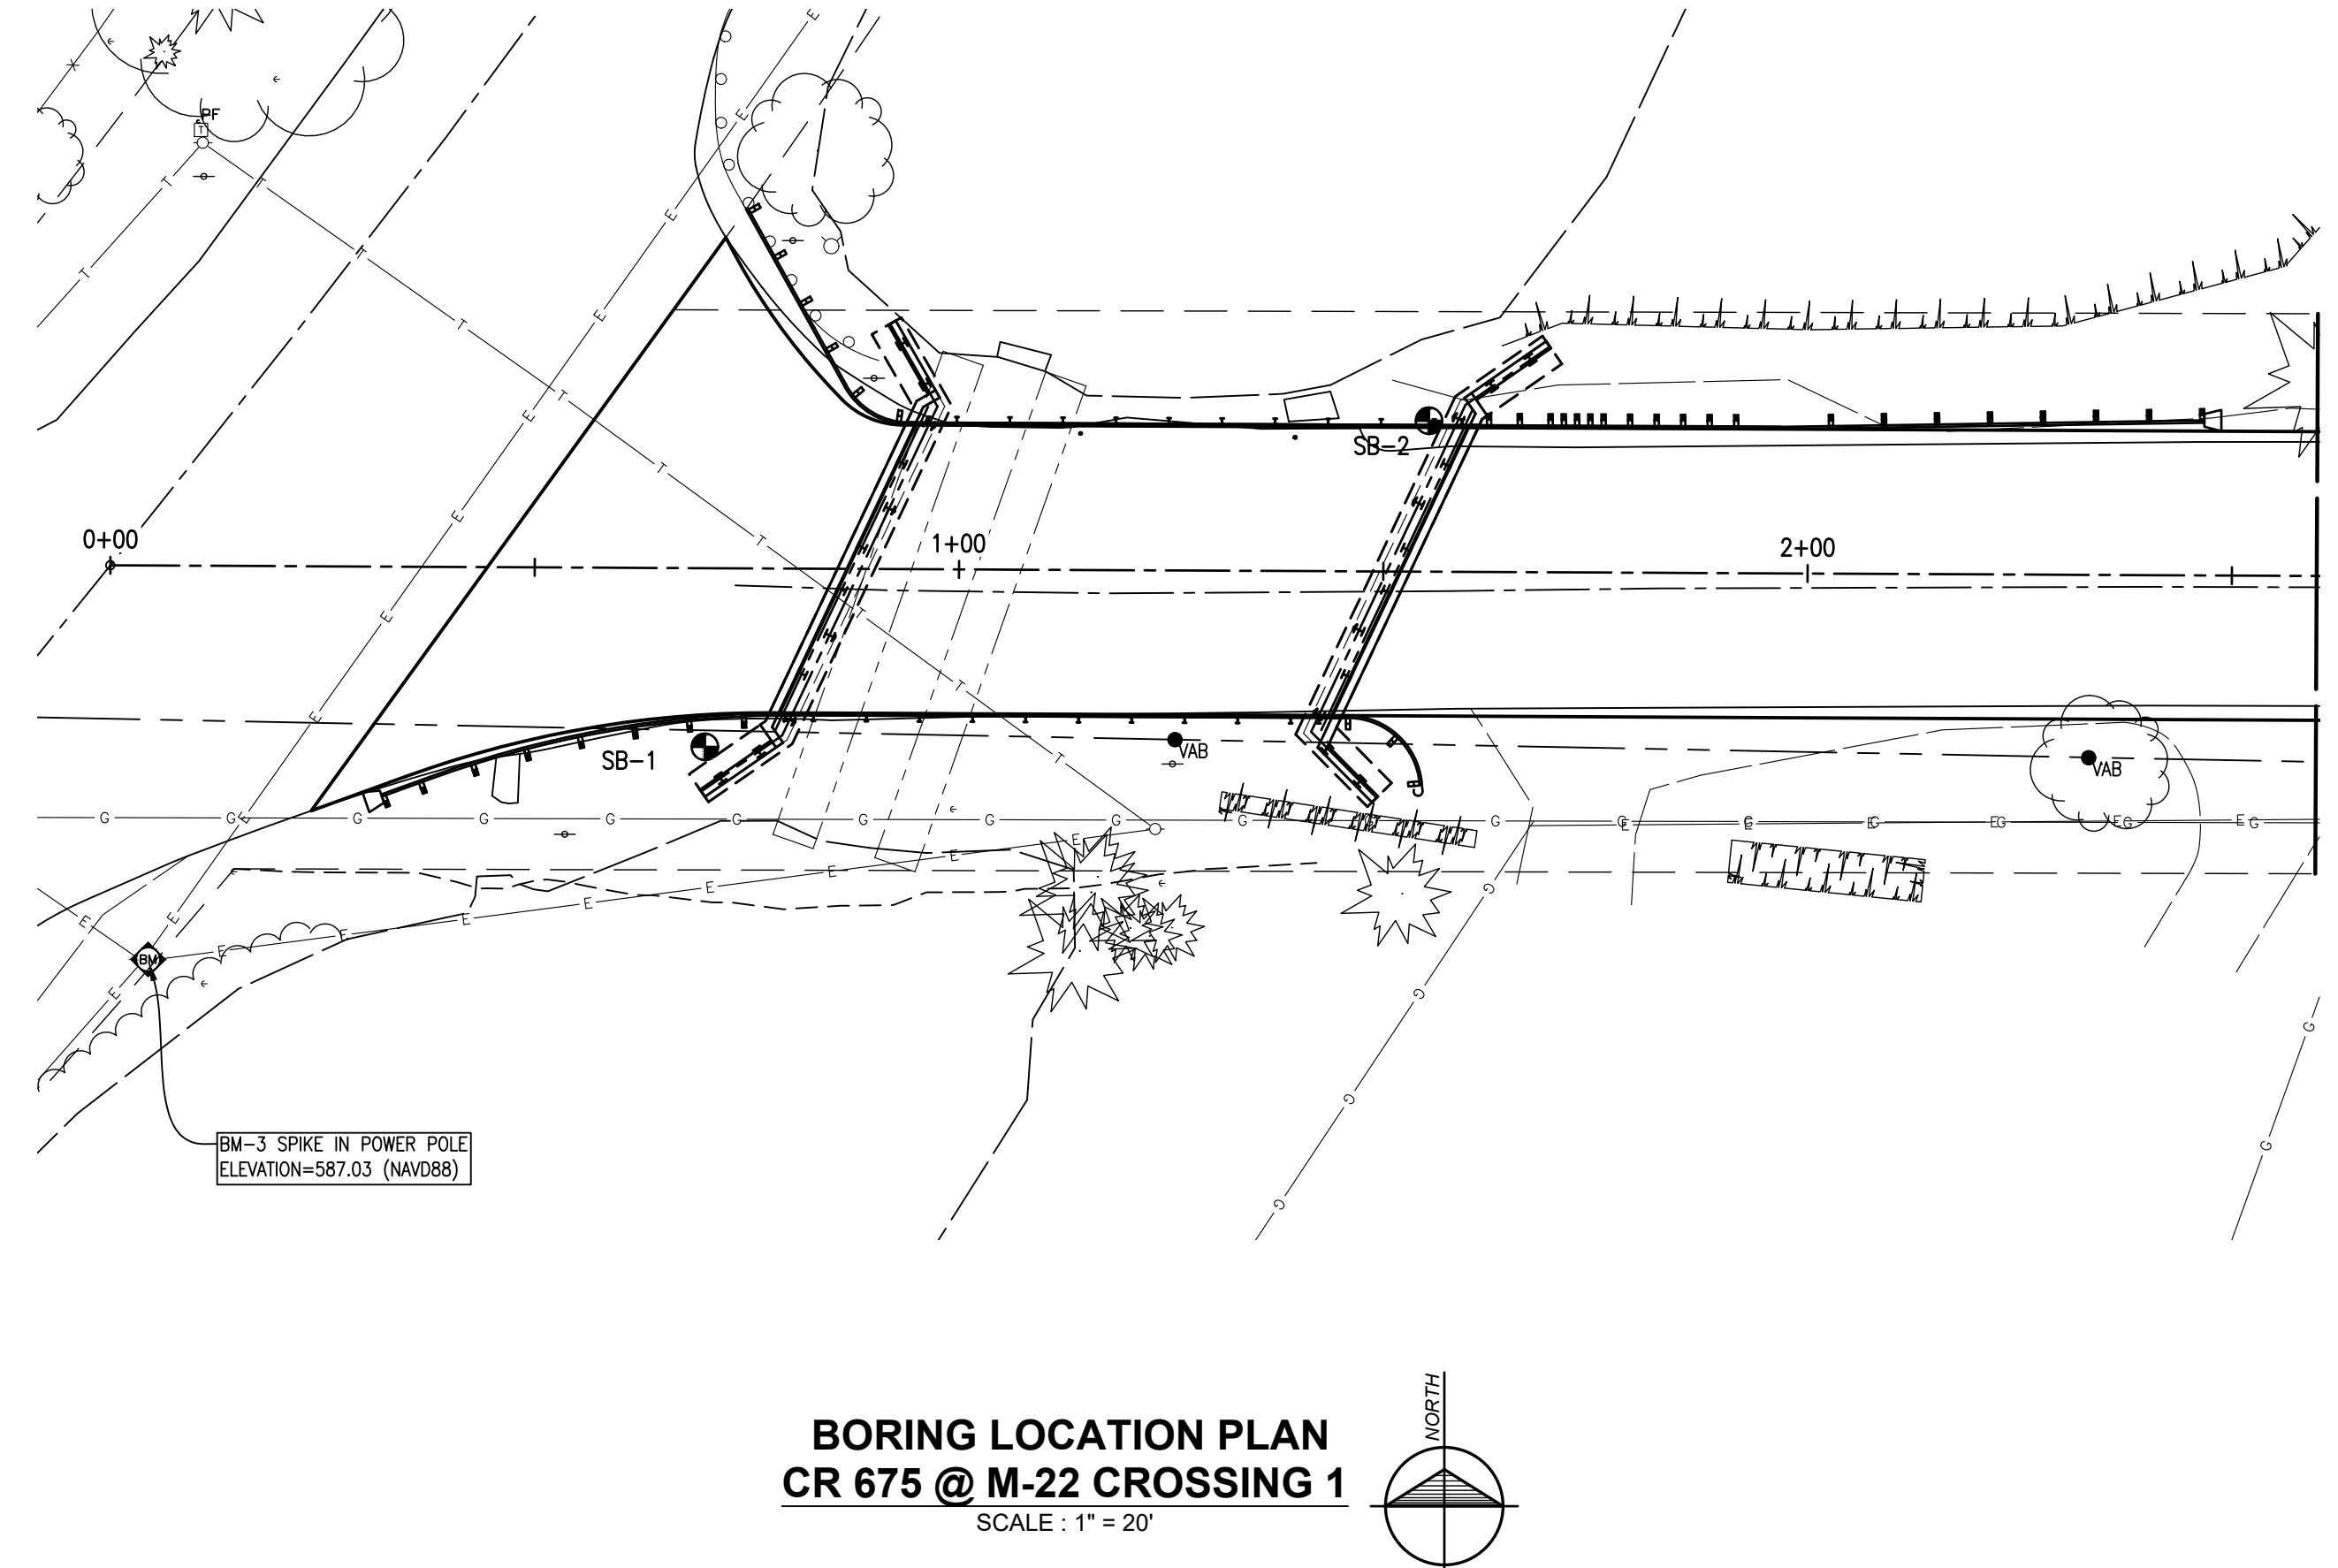 PF
T
SB-2
0+00
1+00
2+00
SB-1
VAB
VAB
BM
BM-3 SPIKE IN POWER POLE
ELEVATION=587.03 (NAVD88)
NORTH
BORING LOCATION PLAN
CR 675 @ M-22 CROSSING 1
SCALE : 1" = 20'